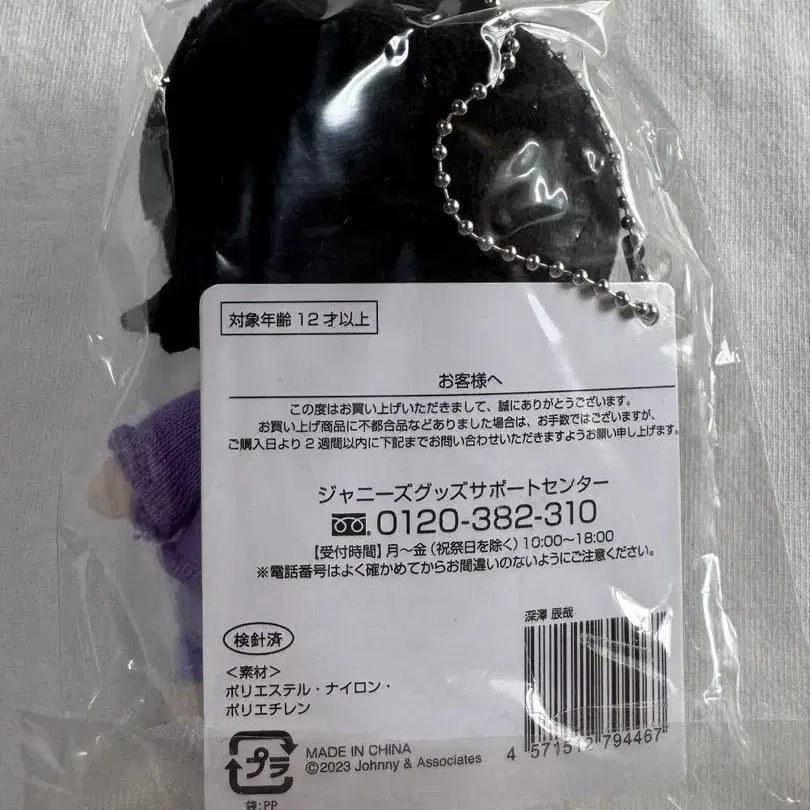 対象年齢 12 才以上
お客様へ
この度はお買い上げいただきまして、誠にありがとうございます。
お買い上げ商品に不都合品などありました場合は、お手数ではございますが、
ご購入日より2週間以内に下記までお問い合わせいただきますようお願い申し上げます。
ジャニーズグッズサポートセンター
0120-382-310
【受付時間】月～金（祝祭日を除く）10:00～18:00
※電話番号はよく確かめてからお間違いのないようにご注意ください。
深澤 辰哉
検針済
＜素材＞
ポリエステル・ナイロン・
ポリエチレン
4 571512 794467
プラ
MADE IN CHINA
©2023 Johnny & Associates
袋:PP